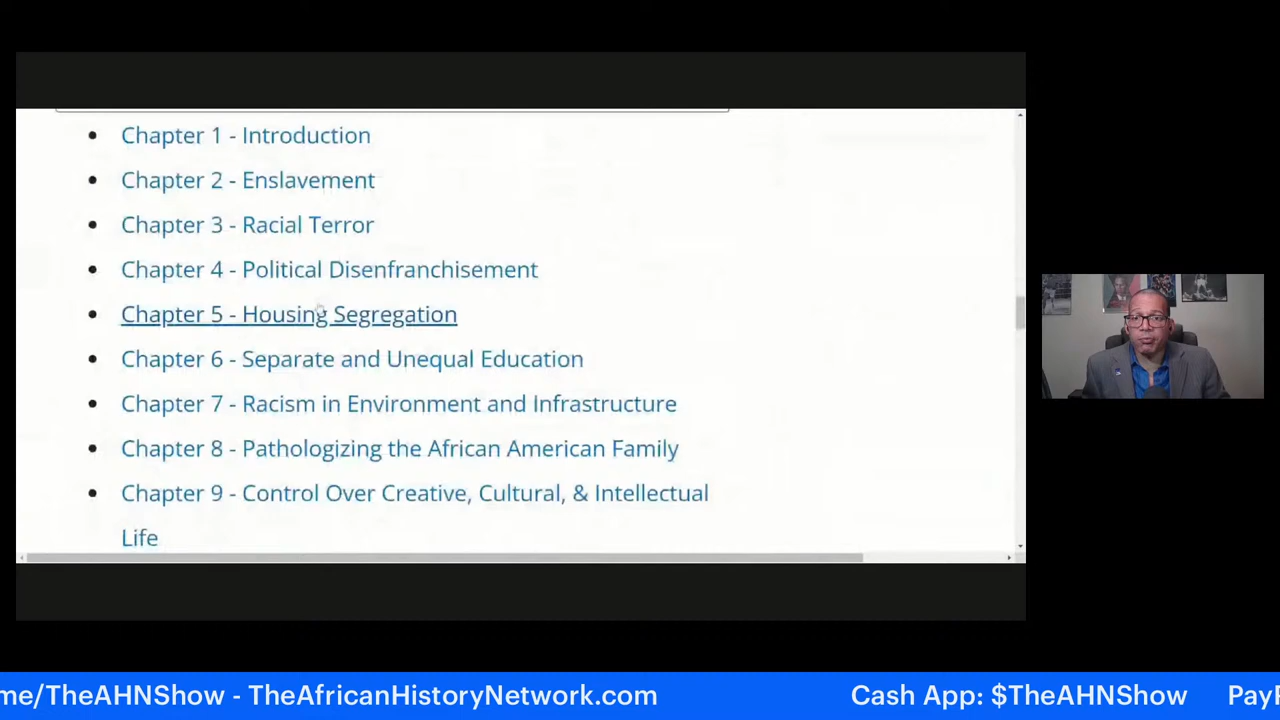 Chapter 1 - Introduction
Chapter 2 - Enslavement
Chapter 3 - Racial Terror
Chapter 4 - Political Disenfranchisement
Chapter 5 - Housing Segregation
Chapter 6 - Separate and Unequal Education
Chapter 7 - Racism in Environment and Infrastructure
Chapter 8 - Pathologizing the African American Family
Chapter 9 - Control Over Creative, Cultural, & Intellectual
Life
me/TheAHNShow - TheAfricanHistoryNetwork.com Cash App: $TheAHNShow PayP